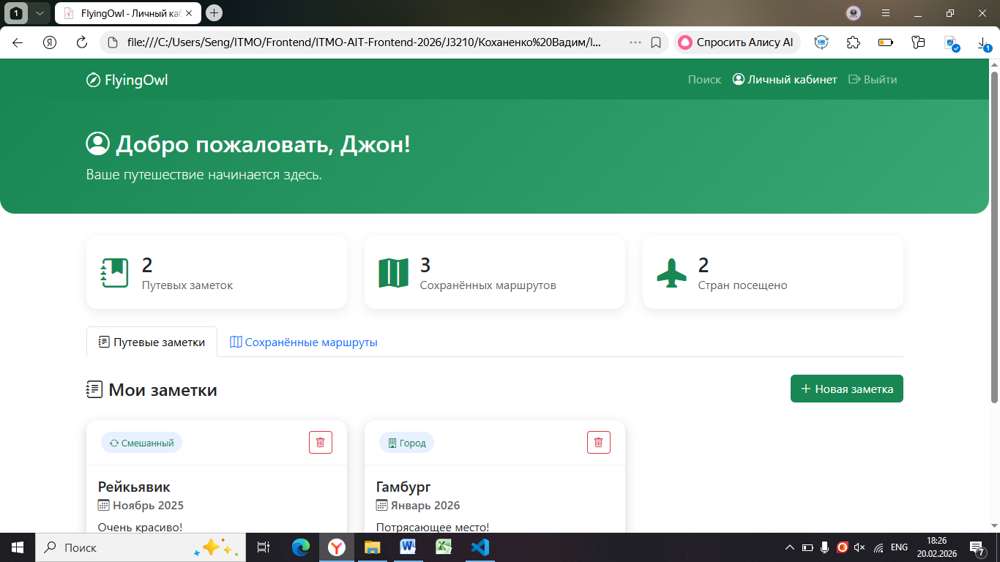 1
FlyingOwl - Личный каб
file:///C:/Users/Seng/ITMO/Frontend/ITMO-AIT-Frontend-2026/J3210/Коханенко%20Вадим/l...
Спросить Алису AI
1
FlyingOwl
Поиск
Личный кабинет
Выйти
Добро пожаловать, Джон!
Ваше путешествие начинается здесь.
2
Путевых заметок
3
Сохранённых маршрутов
2
Стран посещено
Путевые заметки
Сохранённые маршруты
Мои заметки
+ Новая заметка
Смешанный
Рейкьявик
Ноябрь 2025
Очень красиво!
Город
Гамбург
Январь 2026
Потрясающее место!
Поиск
ENG
18:26
20.02.2026
7